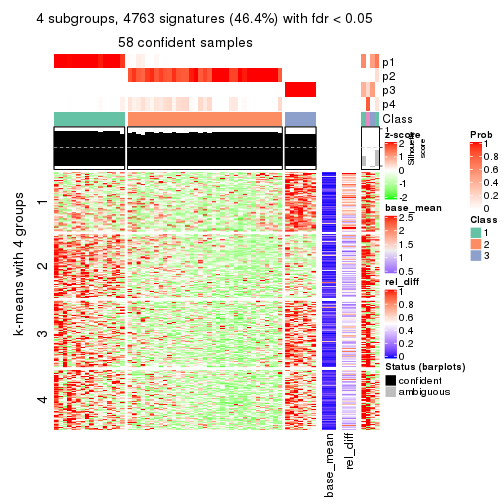 4 subgroups, 4763 signatures (46.4%) with fdr < 0.05
58 confident samples
p1
p2
p3
p4
Class
1
Silhouette
score
k-means with 4 groups
1
2
3
4
base_mean
rel_diff
z-score
2
1
0
-1
-2
base_mean
2.5
2
1.5
1
0.5
rel_diff
1
0.8
0.6
0.4
0.2
0
Status (barplots)
confident
ambiguous
Prob
1
0.8
0.6
0.4
0.2
0
Class
1
2
3